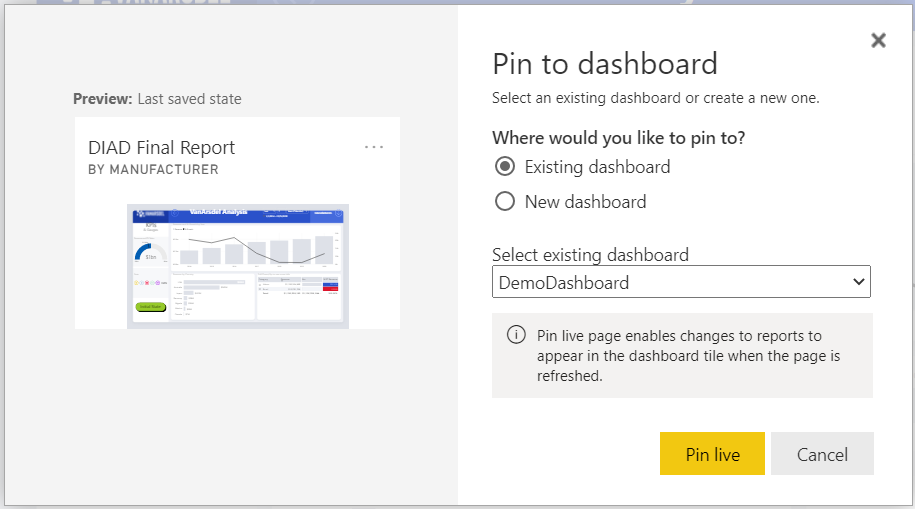 Pin to dashboard
Select an existing dashboard or create a new one.
Preview: Last saved state
DIAD Final Report
BY MANUFACTURER
VanArsdel Analysis
Where would you like to pin to?
Existing dashboard
New dashboard
Select existing dashboard
DemoDashboard
Pin live page enables changes to reports to
appear in the dashboard tile when the page is
refreshed.
Pin live
Cancel